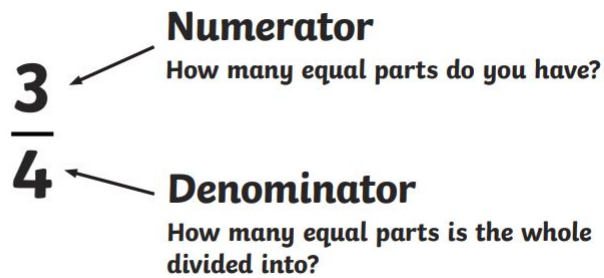 Numerator
How many equal parts do you have?
3
4
Denominator
How many equal parts is the whole
divided into?